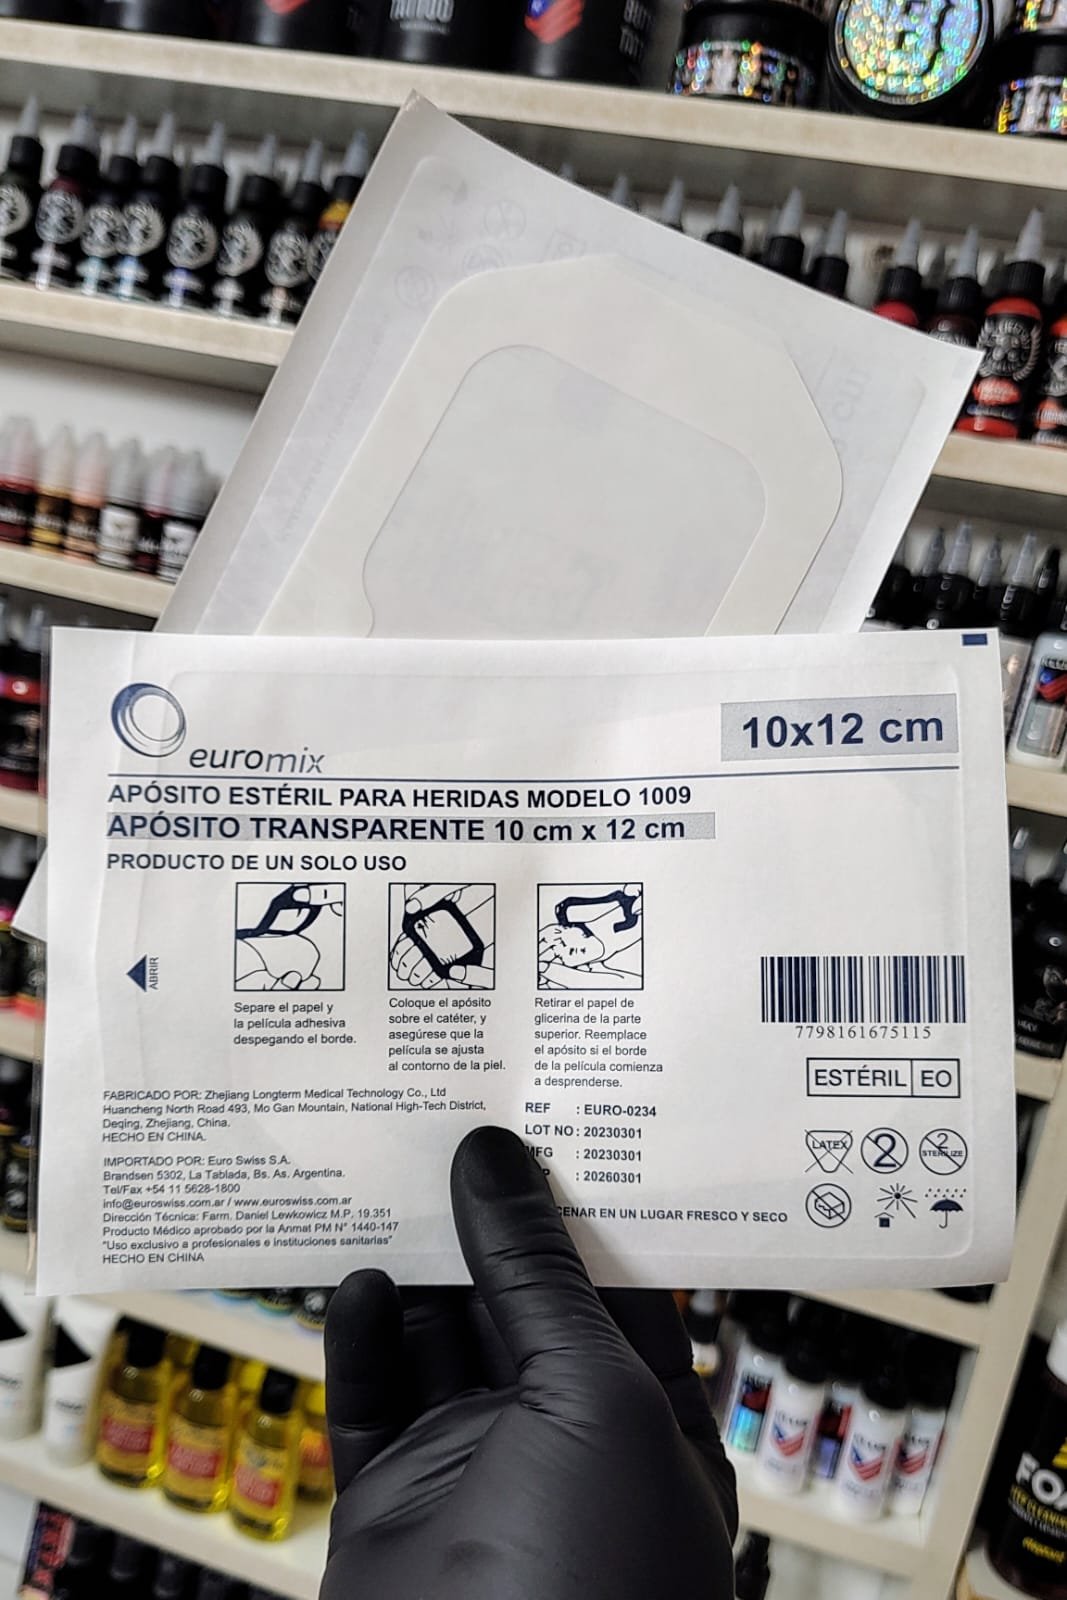 TATTOO
euromix
10x12 cm
APÓSITO ESTÉRIL PARA HERIDAS MODELO 1009
APÓSITO TRANSPARENTE 10 cm x 12 cm
PRODUCTO DE UN SOLO USO
ABRIR
Separe el papel y
la película adhesiva
despegando el borde.
Coloque el apósito
sobre el catéter, y
asegúrese que la
película se ajusta
al contorno de la piel.
Retirar el papel de
glicerina de la parte
superior. Reemplace
el apósito si el borde
de la película comienza
a desprenderse.
7798161675115
ESTÉRIL EO
FABRICADO POR: Zhejiang Longterm Medical Technology Co., Ltd
Huancheng North Road 493, Mo Gan Mountain, National High-Tech District,
Deqing, Zhejiang, China.
HECHO EN CHINA.
IMPORTADO POR: Euro Swiss S.A.
Brandsen 5302, La Tablada, Bs. As. Argentina.
Tel/Fax +54 11 5628-1800
info@euroswiss.com.ar / www.euroswiss.com.ar
Dirección Técnica: Farm. Daniel Lewkowicz M.P. 19.351
Producto Médico aprobado por la Anmat PM N° 1440-147
"Uso exclusivo a profesionales e instituciones sanitarias"
HECHO EN CHINA
REF : EURO-0234
LOT NO : 20230301
MFG : 20230301
: 20260301
CENAR EN UN LUGAR FRESCO Y SECO
LATEX
2
2
STERILIZE
FOA